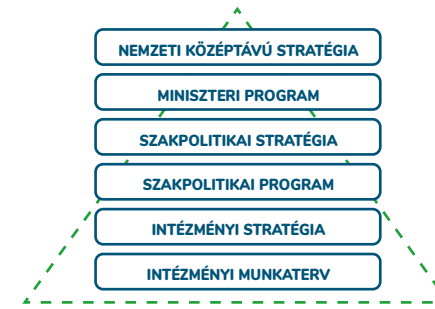 NEMZETI KÖZÉPTÁVÚ STRATÉGIA
MINISZTERI PROGRAM
SZAKPOLITIKAI STRATÉGIA
SZAKPOLITIKAI PROGRAM
INTÉZMÉNYI STRATÉGIA
INTÉZMÉNYI MUNKATERV